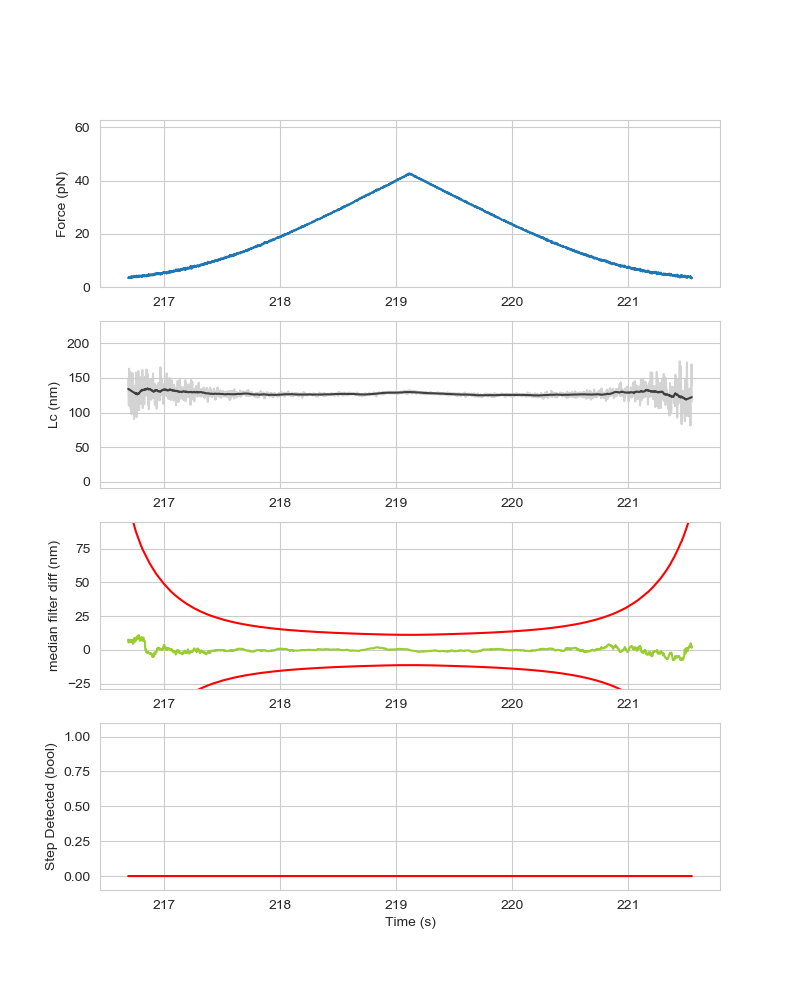 Force (pN)
60
40
20
0
217 218 219 220 221
Lc (nm)
200
150
100
50
0
217 218 219 220 221
median filter diff (nm)
75
50
25
0
−25
217 218 219 220 221
Step Detected (bool)
1.00
0.75
0.50
0.25
0.00
217 218 219 220 221
Time (s)